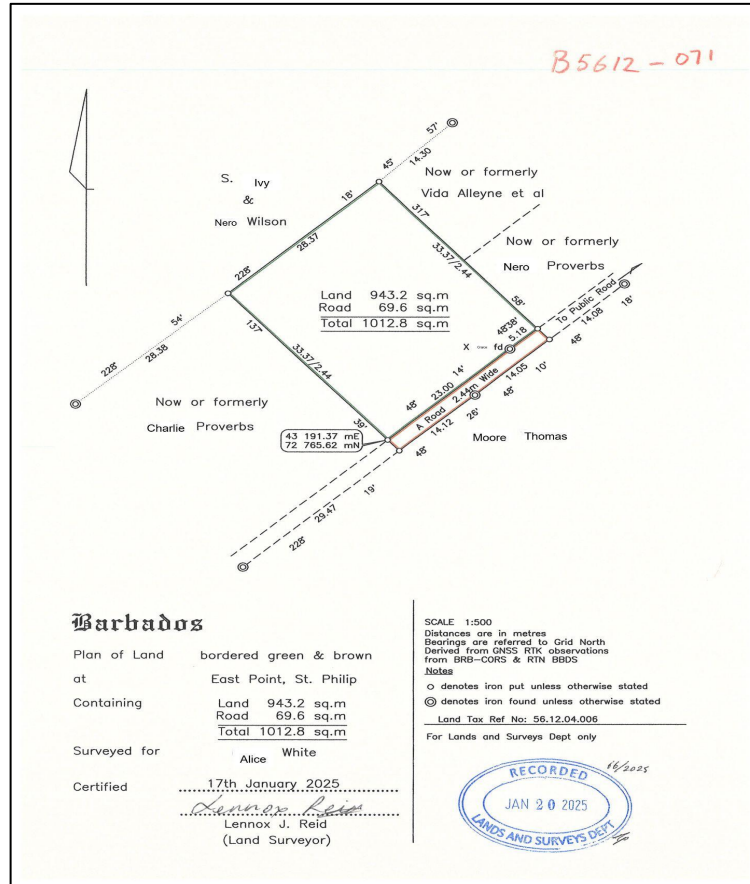 B5612-071
57'
45'
14.30
Now or formerly
Vida Alleyne et al
S. Ivy
&
Nero Wilson
18'
28.37
228°
317°
33.37/2.44
58'
Now or formerly
Nero Proverbs
To Public Road
Land 943.2 sq.m
Road 69.6 sq.m
Total 1012.8 sq.m
54'
28.38
228°
137°
33.37/2.44
39'
48°38'
5.18
X fd
14'
23.00
48°
A Road 2.44m Wide
18'
14.08
48°
10'
14.05
48°
26'
14.12
48°
Now or formerly
Charlie Proverbs
43 191.37 mE
72 765.62 mN
Moore Thomas
19'
29.47
228°
Barbados
Plan of Land bordered green & brown
at East Point, St. Philip
Containing Land 943.2 sq.m
Road 69.6 sq.m
Total 1012.8 sq.m
Surveyed for Alice White
Certified 17th January 2025
Lennox Reid
Lennox J. Reid
(Land Surveyor)
SCALE 1:500
Distances are in metres
Bearings are referred to Grid North
Derived from GNSS RTK observations
from BRB-CORS & RTN BBDS
Notes
o denotes iron put unless otherwise stated
◎ denotes iron found unless otherwise stated
Land Tax Ref No: 56.12.04.006
For Lands and Surveys Dept only
66/2025
RECORDED
JAN 20 2025
LANDS AND SURVEYS DEPT